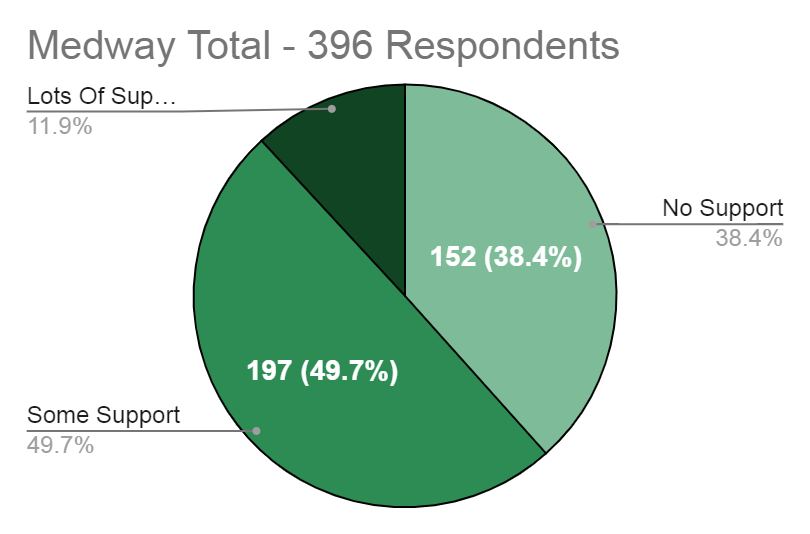 Medway Total - 396 Respondents
Lots Of Sup…
11.9%
No Support
38.4%
152 (38.4%)
197 (49.7%)
Some Support
49.7%